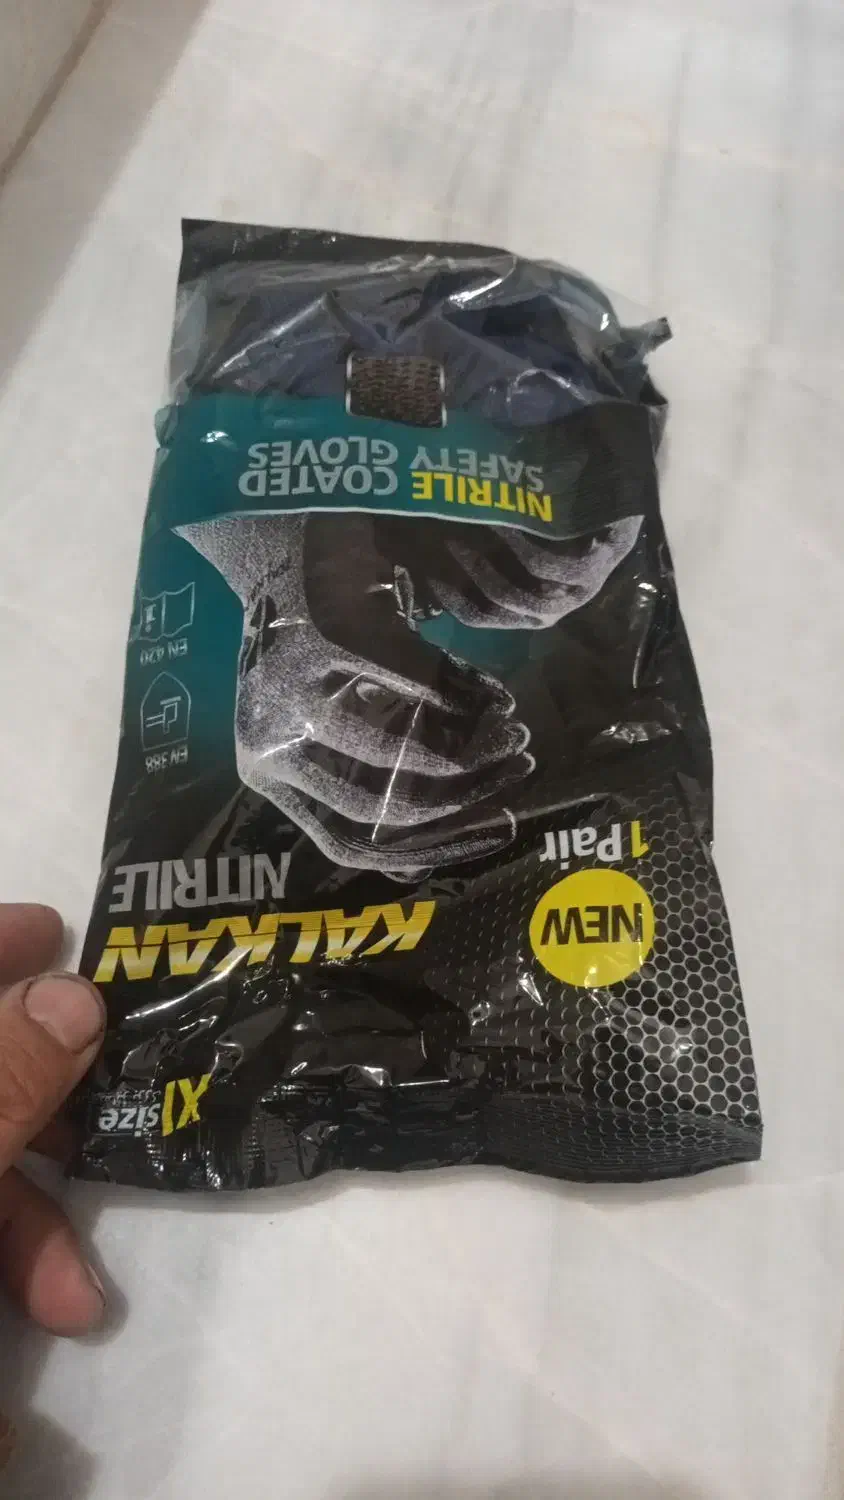 size Xl
KALKAN
NITRILE
NEW
1 Pair
EN 388
EN 420
NITRILE COATED
SAFETY GLOVES